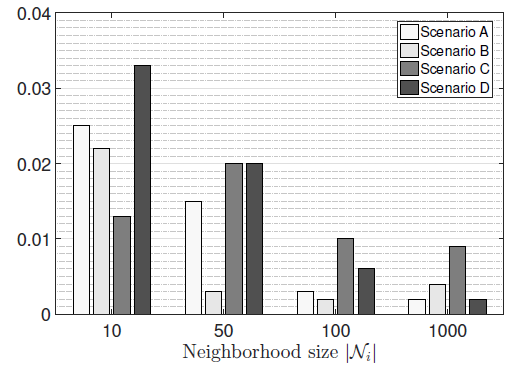 0.04
0.03
0.02
0.01
0
Scenario A
Scenario B
Scenario C
Scenario D
10 50 100 1000
Neighborhood size |𝒩ᵢ|